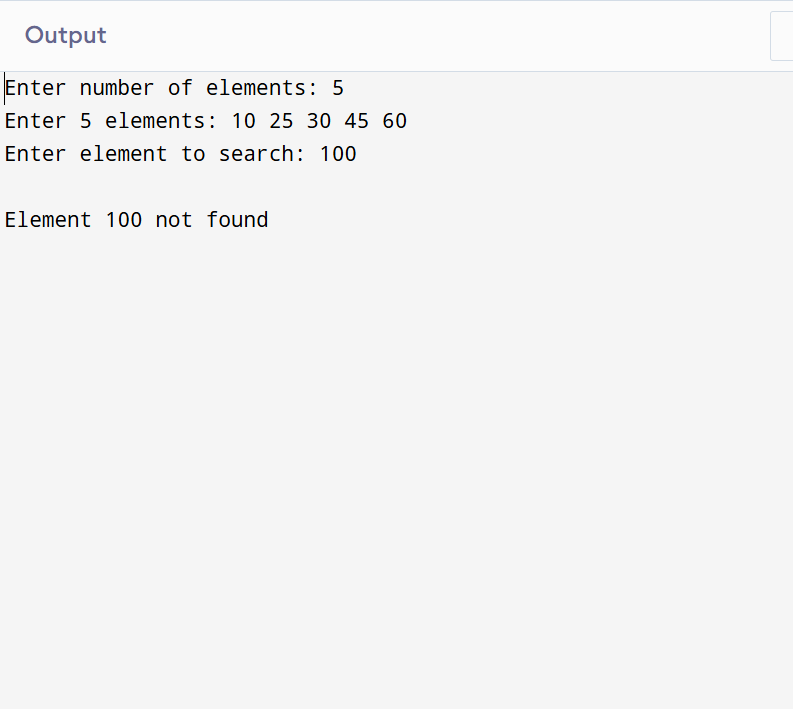 Output
Enter number of elements: 5
Enter 5 elements: 10 25 30 45 60
Enter element to search: 100
Element 100 not found